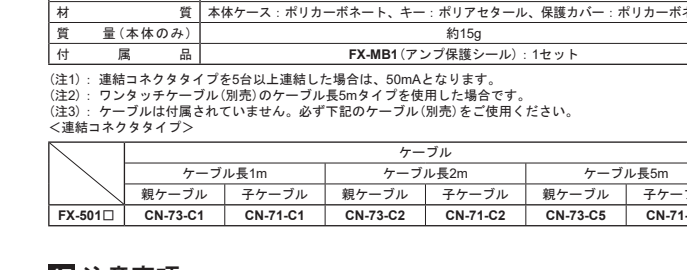 材 質 本体ケース：ポリカーボネート、キー：ポリアセタール、保護カバー：ポリカーボネ
質 量(本体のみ) 約15g
付 属 品 FX-MB1(アンプ保護シール)：1セット
(注1)： 連結コネクタタイプを5台以上連結した場合は、50mAとなります。
(注2)： ワンタッチケーブル(別売)のケーブル長5mタイプを使用した場合です。
(注3)： ケーブルは付属されていません。必ず下記のケーブル(別売)をご使用ください。
＜連結コネクタタイプ＞
ケーブル
ケーブル長1m ケーブル長2m ケーブル長5m
親ケーブル 子ケーブル 親ケーブル 子ケーブル 親ケーブル 子ケー
FX-501□ CN-73-C1 CN-71-C1 CN-73-C2 CN-71-C2 CN-73-C5 CN-71-